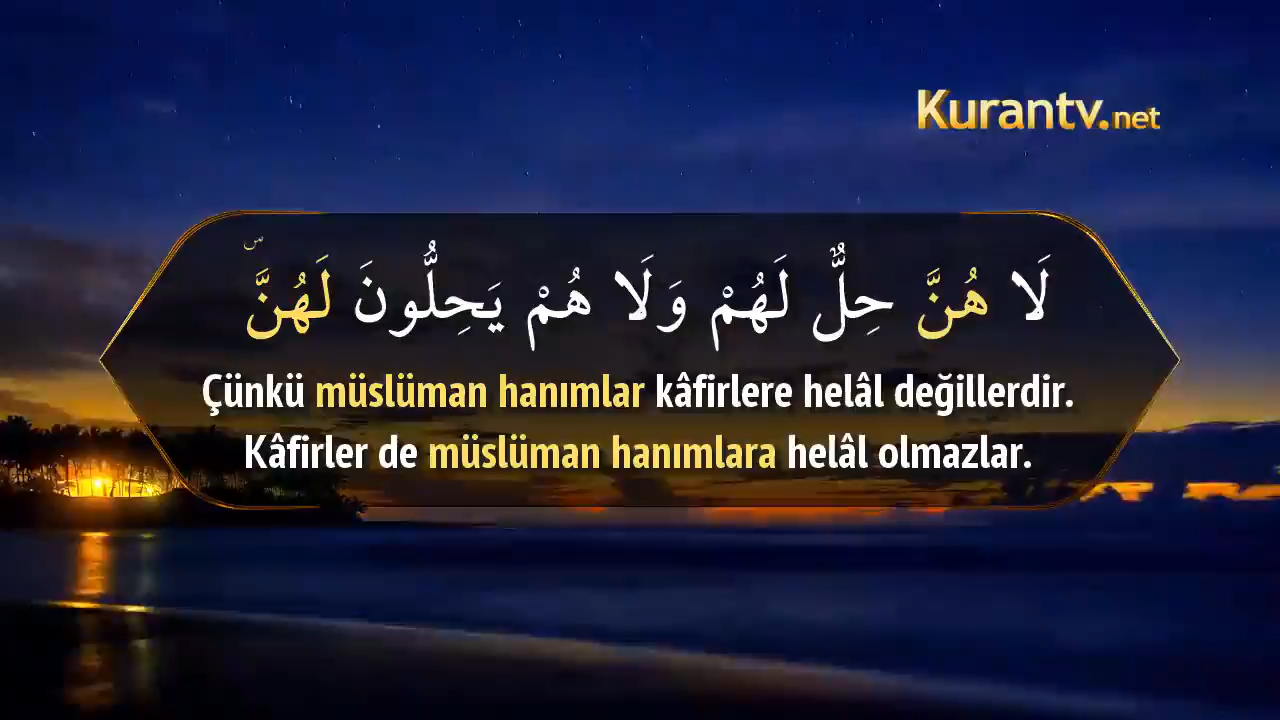 Kurantv.net
لَا هُنَّ حِلٌّ لَهُمْ وَلَا هُمْ يَحِلُّونَ لَهُنَّۜ
Çünkü müslüman hanımlar kâfirlere helâl değillerdir.
Kâfirler de müslüman hanımlara helâl olmazlar.